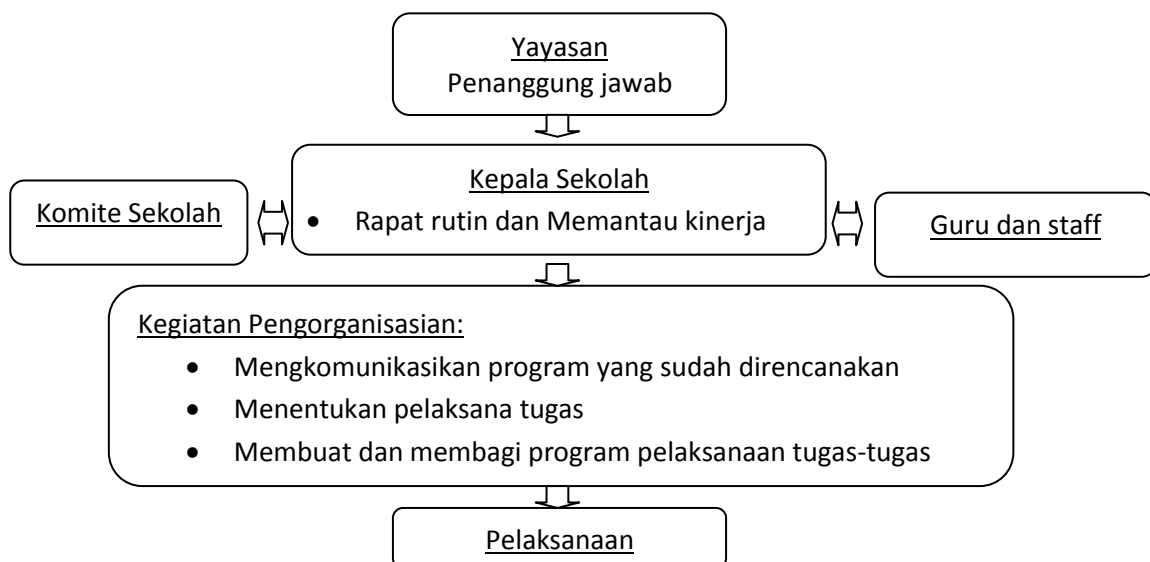 Yayasan
Penanggung jawab
Kepala Sekolah
• Rapat rutin dan Memantau kinerja
Komite Sekolah
Guru dan staff
Kegiatan Pengorganisasian:
• Mengkomunikasikan program yang sudah direncanakan
• Menentukan pelaksana tugas
• Membuat dan membagi program pelaksanaan tugas-tugas
Pelaksanaan